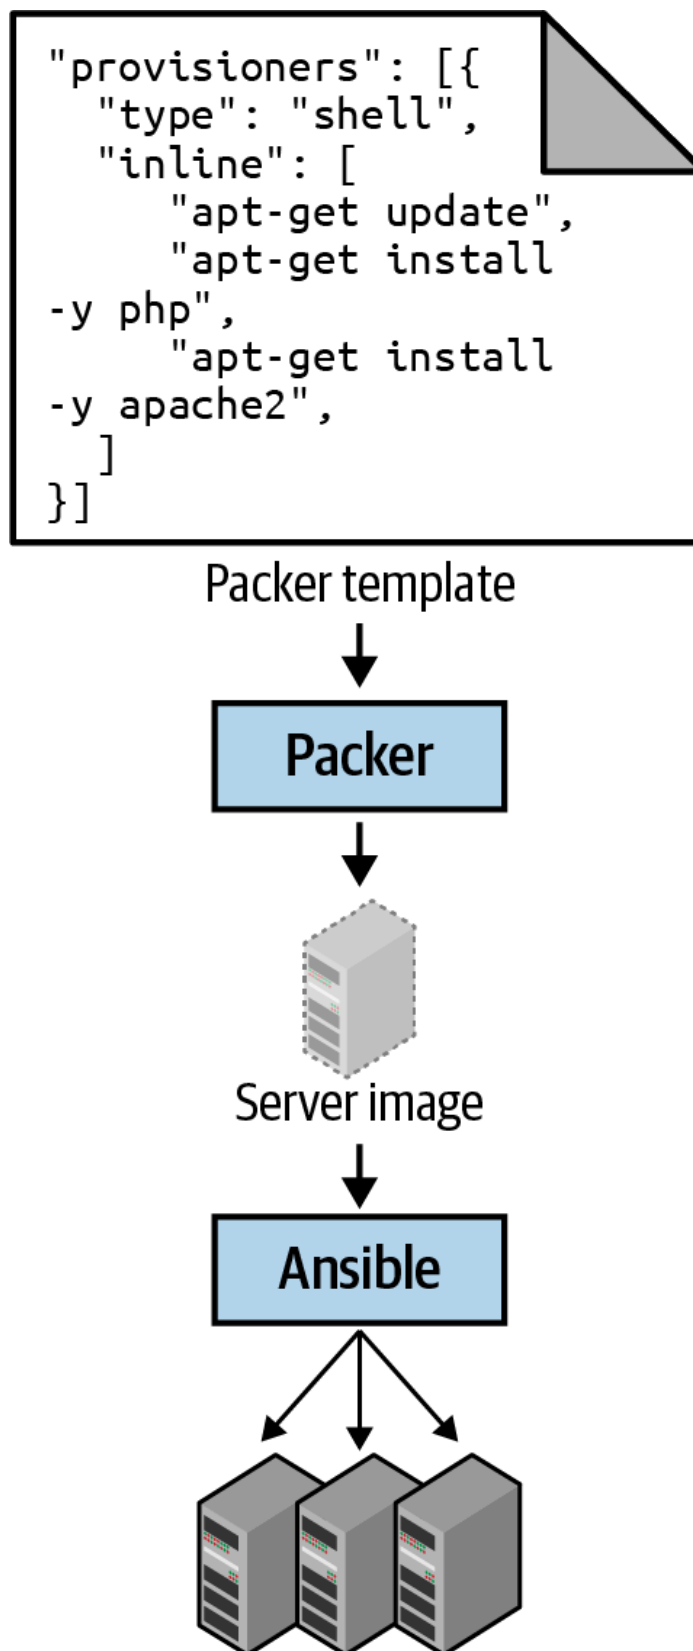 "provisioners": [{
  "type": "shell",
  "inline": [
     "apt-get update",
     "apt-get install
-y php",
     "apt-get install
-y apache2",
  ]
}]
Packer template
Packer
Server image
Ansible